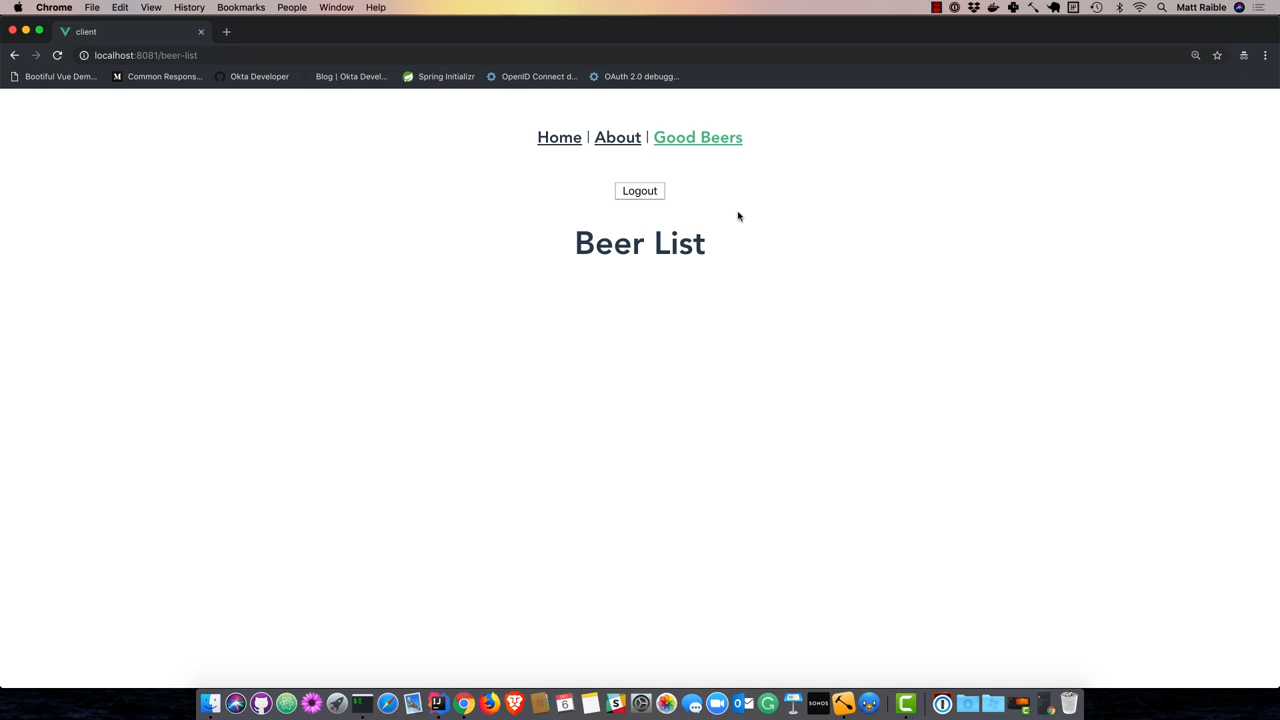 Chrome File Edit View History Bookmarks People Window Help Matt Raible
client
localhost:8081/beer-list
Bootiful Vue Dem... Common Respons... Okta Developer Blog | Okta Devel... Spring Initializr OpenID Connect d... OAuth 2.0 debugg...
Home | About | Good Beers
Logout
Beer List
6
SONOS